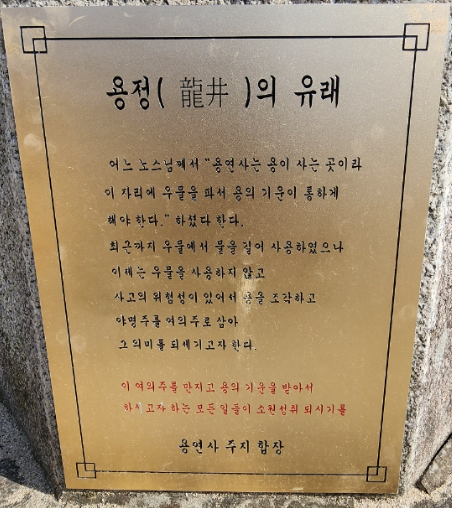 용정( 龍井 )의 유래
어느 노스님께서 "용연사는 용이 사는 곳이라
이 자리에 우물을 파서 용의 기운이 통하게
해야 한다." 하셨다 한다.
최근까지 우물에서 물을 길어 사용하였으나
이제는 우물을 사용하지 않고
사고의 위험성이 있어서 용을 조각하고
야명주를 여의주로 삼아
그 의미를 되세기고자 한다.
이 여의주를 만지고 용의 기운을 받아서
하시고자 하는 모든 일들이 소원성취 되시기를
용연사 주지 합장